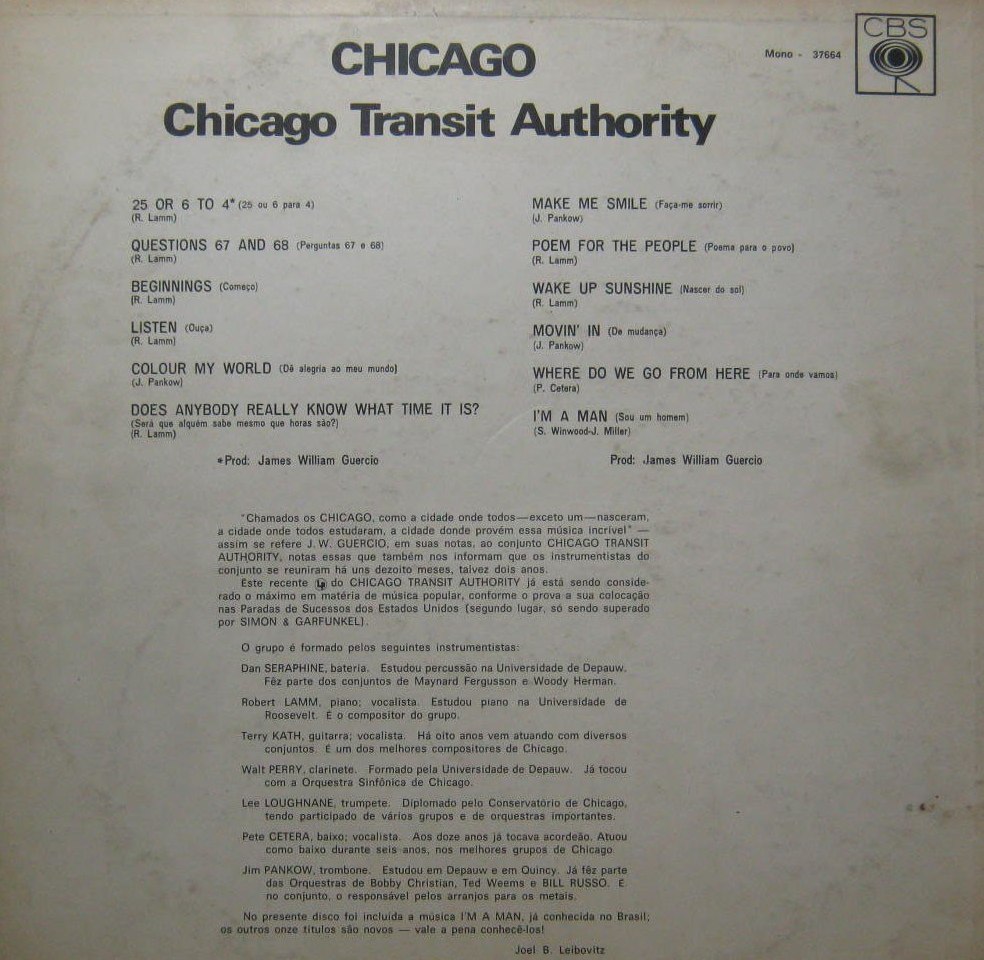 CHICAGO
Chicago Transit Authority
Mono - 37664
CBS
25 OR 6 TO 4* (25 ou 6 para 4)
(R. Lamm)
QUESTIONS 67 AND 68 (Perguntas 67 e 68)
(R. Lamm)
BEGINNINGS (Começo)
(R. Lamm)
LISTEN (Ouça)
(R. Lamm)
COLOUR MY WORLD (Dê alegria ao meu mundo)
(J. Pankow)
DOES ANYBODY REALLY KNOW WHAT TIME IT IS?
(Será que alguém sabe mesmo que horas são?)
(R. Lamm)
*Prod: James William Guercio
MAKE ME SMILE (Faça-me sorrir)
(J. Pankow)
POEM FOR THE PEOPLE (Poema para o povo)
(R. Lamm)
WAKE UP SUNSHINE (Nascer do sol)
(R. Lamm)
MOVIN' IN (De mudança)
(J. Pankow)
WHERE DO WE GO FROM HERE (Para onde vamos)
(P. Cetera)
I'M A MAN (Sou um homem)
(S. Winwood-J. Miller)
Prod: James William Guercio
"Chamados os CHICAGO, como a cidade onde todos—exceto um—nasceram,
a cidade onde todos estudaram, a cidade donde provém essa música incrível" —
assim se refere J. W. GUERCIO, em suas notas, ao conjunto CHICAGO TRANSIT
AUTHORITY, notas essas que também nos informam que os instrumentistas do
conjunto se reuniram há uns dezoito meses, talvez dois anos.
Este recente Lp do CHICAGO TRANSIT AUTHORITY já está sendo conside-
rado o máximo em matéria de música popular, conforme o prova a sua colocação
nas Paradas de Sucessos dos Estados Unidos (segundo lugar, só sendo superado
por SIMON & GARFUNKEL).
O grupo é formado pelos seguintes instrumentistas:
Dan SERAPHINE, bateria. Estudou percussão na Universidade de Depauw.
Fêz parte dos conjuntos de Maynard Fergusson e Woody Herman.
Robert LAMM, piano; vocalista. Estudou piano na Universidade de
Roosevelt. É o compositor do grupo.
Terry KATH, guitarra; vocalista. Há oito anos vem atuando com diversos
conjuntos. É um dos melhores compositores de Chicago.
Walt PERRY, clarinete. Formado pela Universidade de Depauw. Já tocou
com a Orquestra Sinfônica de Chicago.
Lee LOUGHNANE, trumpete. Diplomado pelo Conservatório de Chicago,
tendo participado de vários grupos e de orquestras importantes.
Pete CETERA, baixo; vocalista. Aos doze anos já tocava acordeão. Atuou
como baixo durante seis anos, nos melhores grupos de Chicago
Jim PANKOW, trombone. Estudou em Depauw e em Quincy. Já fêz parte
das Orquestras de Bobby Christian, Ted Weems e BILL RUSSO. E,
no conjunto, o responsável pelos arranjos para os metais.
No presente disco foi incluída a música I'M A MAN, já conhecida no Brasil;
os outros onze títulos são novos — vale a pena conhecê-los!
Joel B. Leibovitz